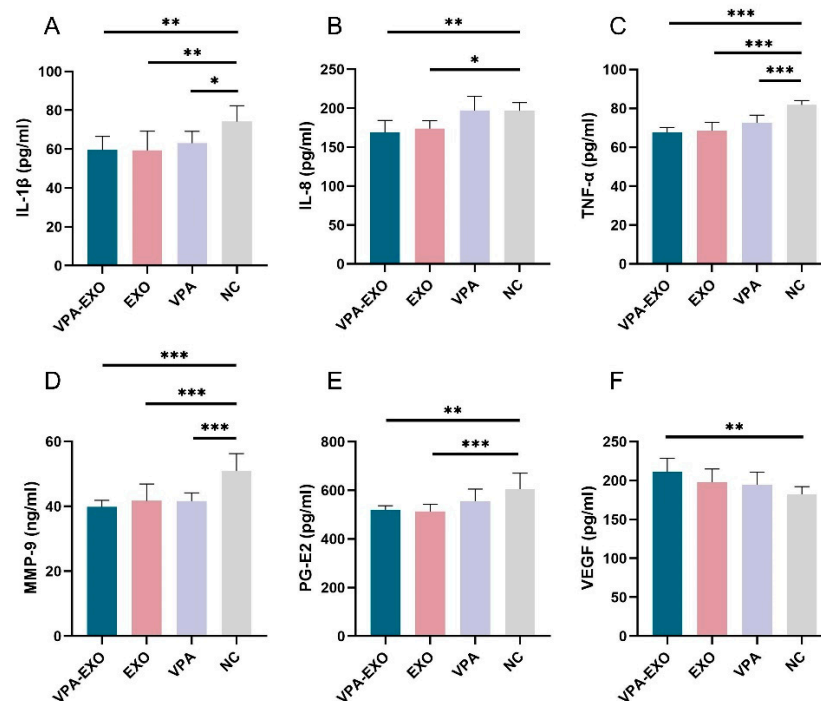 A
**
**
*
IL-1β (pg/ml)
100
80
60
40
20
0
VPA-EXO
EXO
VPA
NC
B
**
*
IL-8 (pg/ml)
250
200
150
100
50
0
VPA-EXO
EXO
VPA
NC
C
***
***
***
TNF-α (pg/ml)
100
80
60
40
20
0
VPA-EXO
EXO
VPA
NC
D
***
***
***
MMP-9 (ng/ml)
60
40
20
0
VPA-EXO
EXO
VPA
NC
E
**
***
PG-E2 (pg/ml)
800
600
400
600
0
VPA-EXO
EXO
VPA
NC
F
**
VEGF (pg/ml)
250
200
150
100
50
0
VPA-EXO
EXO
VPA
NC